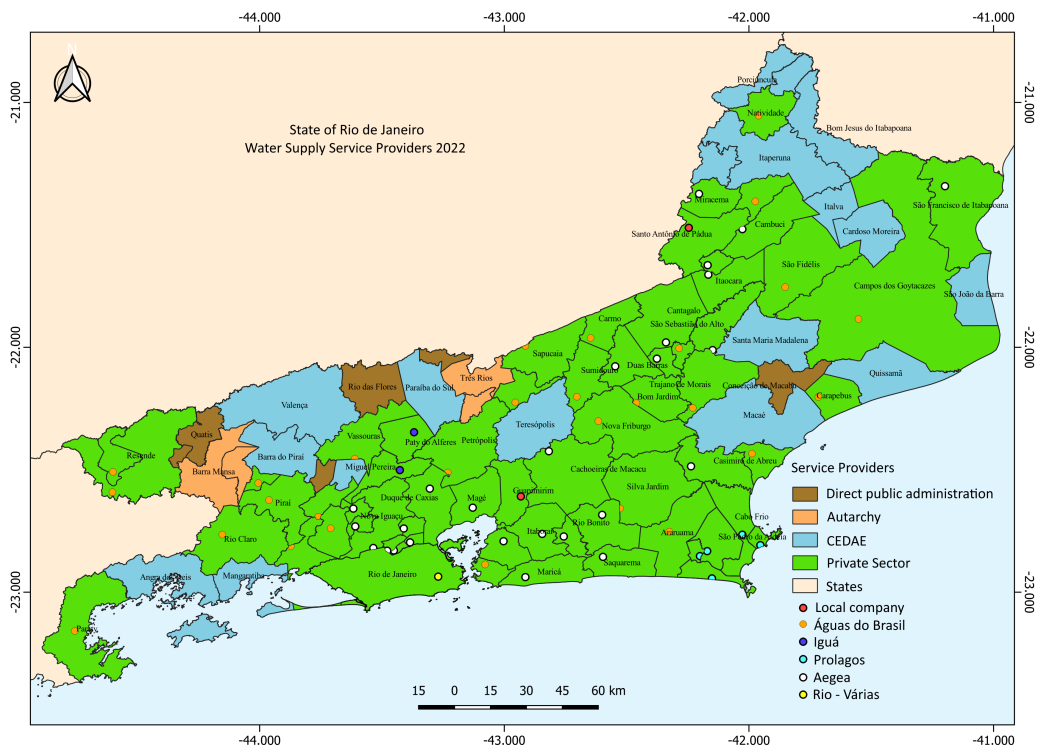 -44.000
-43.000
-42.000
-41.000
N
-21.000
-21.000
State of Rio de Janeiro
Water Supply Service Providers 2022
Porciúncula
Natividade
Bom Jesus do Itabapoana
Itaperuna
Miracema
Italva
São Francisco de Itabapoana
Santo Antônio de Pádua
Cambuci
Cardoso Moreira
São Fidélis
Itaocara
Campos dos Goytacazes
São João da Barra
Cantagalo
Carmo
São Sebastião do Alto
-22.000
-22.000
Santa Maria Madalena
Sapucaia
Sumidouro
Duas Barras
Quissamã
Três Rios
Trajano de Morais
Conceição de Macabu
Rio das Flores
Paraíba do Sul
Bom Jardim
Carapebus
Valença
Macaé
Teresópolis
Nova Friburgo
Quatis
Vassouras
Paty do Alferes
Petrópolis
Resende
Barra do Piraí
Casimiro de Abreu
Barra Mansa
Miguel Pereira
Cachoeiras de Macacu
Silva Jardim
Guapimirim
Duque de Caxias
Magé
Piraí
Nova Iguaçu
Cabo Frio
Rio Bonito
Itaboraí
Araruama
São Pedro da Aldeia
Rio Claro
Saquarema
Maricá
Rio de Janeiro
Angra dos Reis
Mangaratiba
Paraty
-23.000
-23.000
Service Providers
Direct public administration
Autarchy
CEDAE
Private Sector
States
Local company
Águas do Brasil
Iguá
Prolagos
Aegea
Rio - Várias
15 0 15 30 45 60 km
-44.000
-43.000
-42.000
-41.000